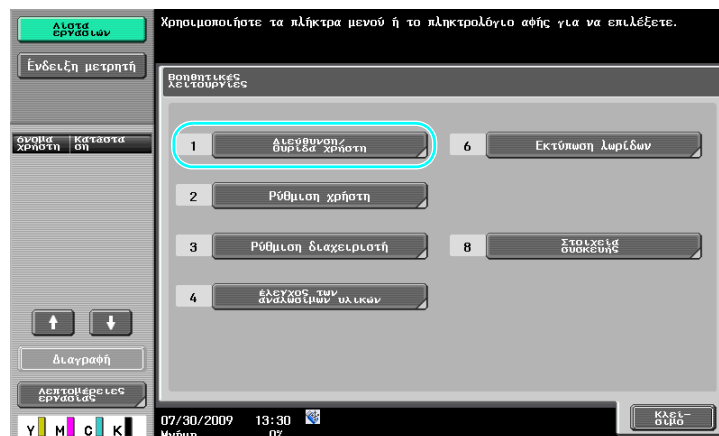 Λίστα
εργασιών
Χρησιμοποιήστε τα πλήκτρα μενού ή το πληκτρολόγιο αφής για να επιλέξετε.
Ένδειξη μετρητή
Βοηθητικές
λειτουργίες
όνομα Κατάστα
χρήστη ση
1 Διεύθυνση/
θυρίδα χρήστη
6 Εκτύπωση λωρίδων
2 Ρύθμιση χρήστη
3 Ρύθμιση διαχειριστή
8 Στοιχεία
συσκευής
4 έλεγχος των
αναλώσιμων υλικών
Διαγραφή
Λεπτομέρειες
εργασίας
Κλεί-
σιμο
07/30/2009 13:30
Μνήμη 0%
Y M C K